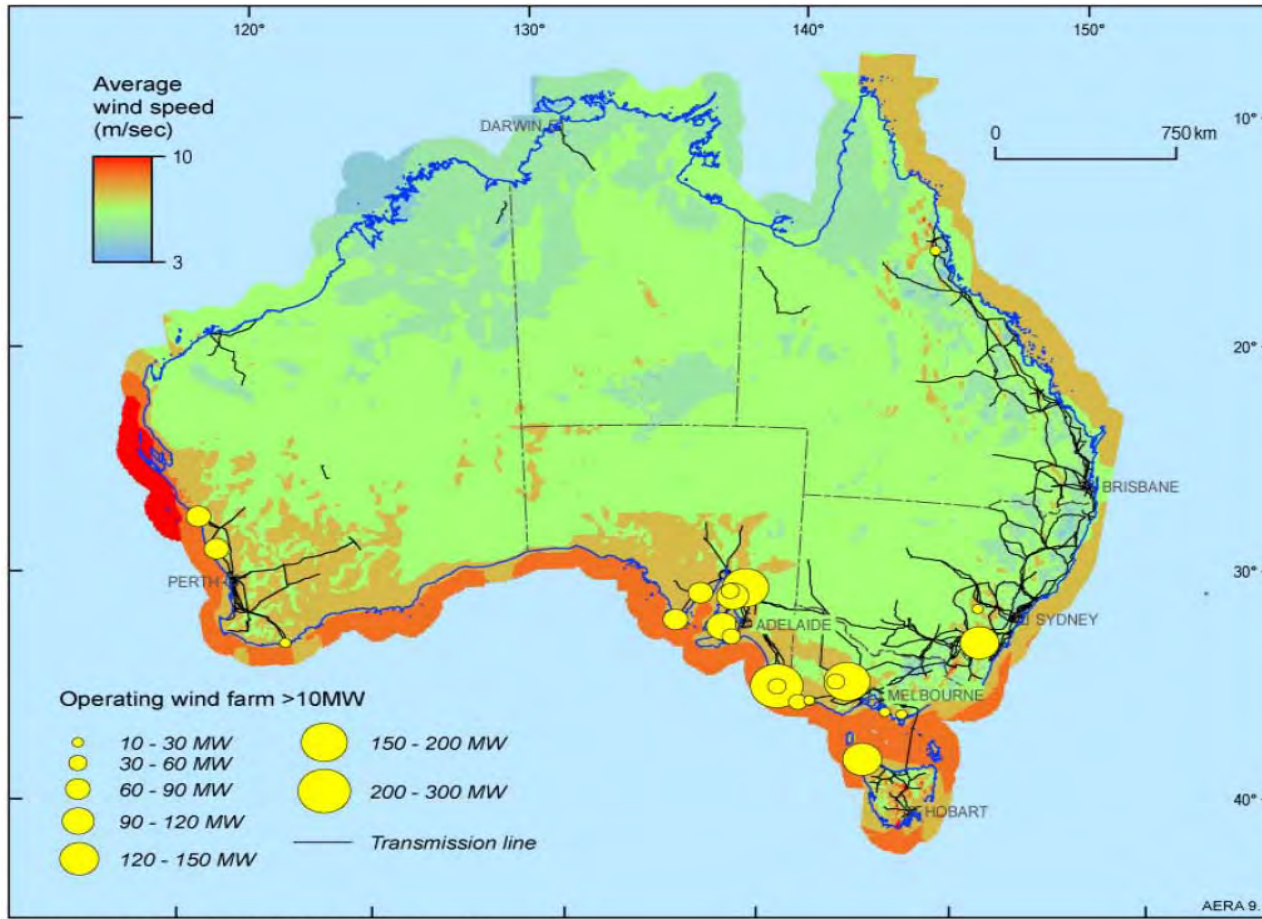 120°
130°
140°
150°
Average
wind speed
(m/sec)
10
3
DARWIN
0
750 km
10°
20°
BRISBANE
30°
PERTH
ADELAIDE
SYDNEY
MELBOURNE
HOBART
40°
Operating wind farm >10MW
10 - 30 MW
30 - 60 MW
60 - 90 MW
90 - 120 MW
120 - 150 MW
150 - 200 MW
200 - 300 MW
Transmission line
AERA 9.